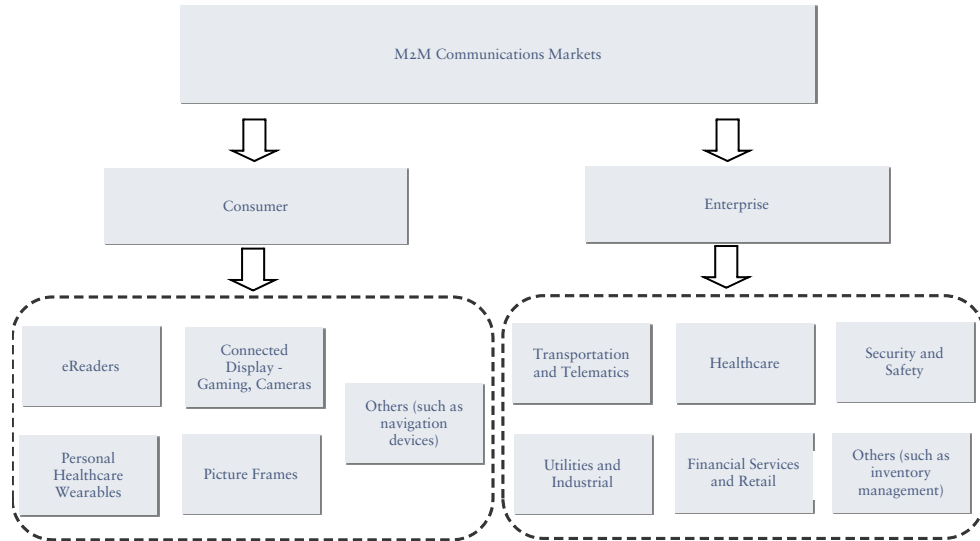 M2M Communications Markets
Consumer
Enterprise
eReaders
Connected
Display -
Gaming, Cameras
Others (such as
navigation
devices)
Personal
Healthcare
Wearables
Picture Frames
Transportation
and Telematics
Healthcare
Security and
Safety
Utilities and
Industrial
Financial Services
and Retail
Others (such as
inventory
management)